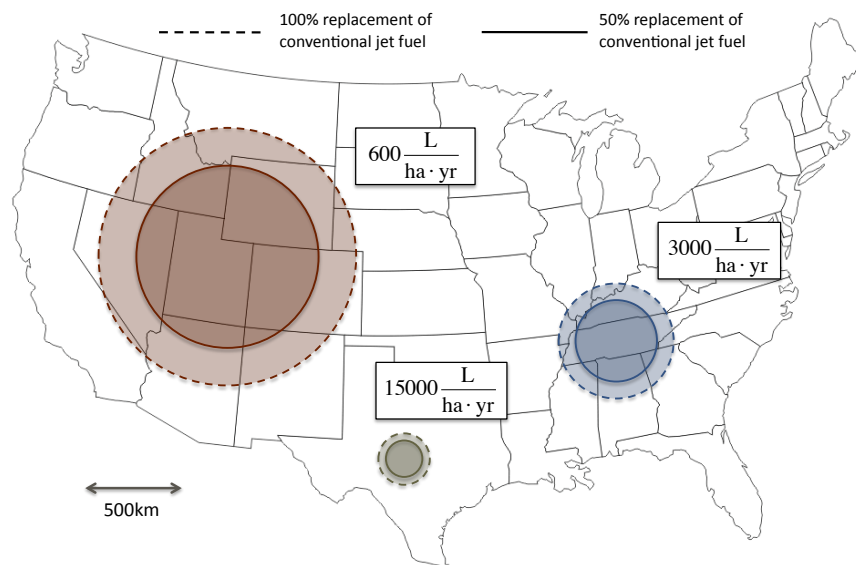 100% replacement of
conventional jet fuel
50% replacement of
conventional jet fuel
600 L
ha · yr
3000 L
ha · yr
15000 L
ha · yr
500km